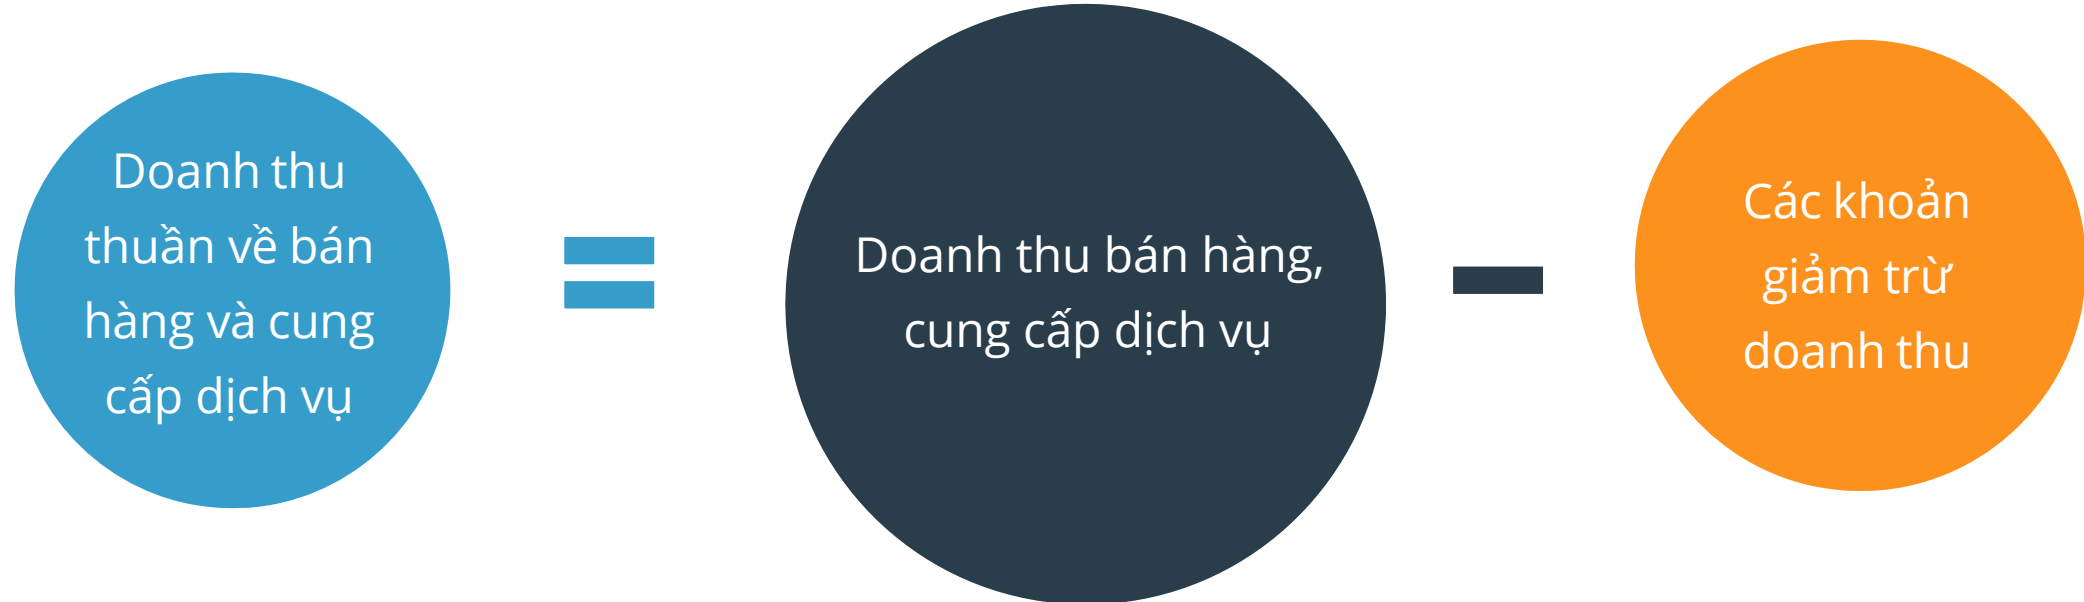 Doanh thu
thuần về bán
hàng và cung
cấp dịch vụ
=
Doanh thu bán hàng,
cung cấp dịch vụ
-
Các khoản
giảm trừ
doanh thu